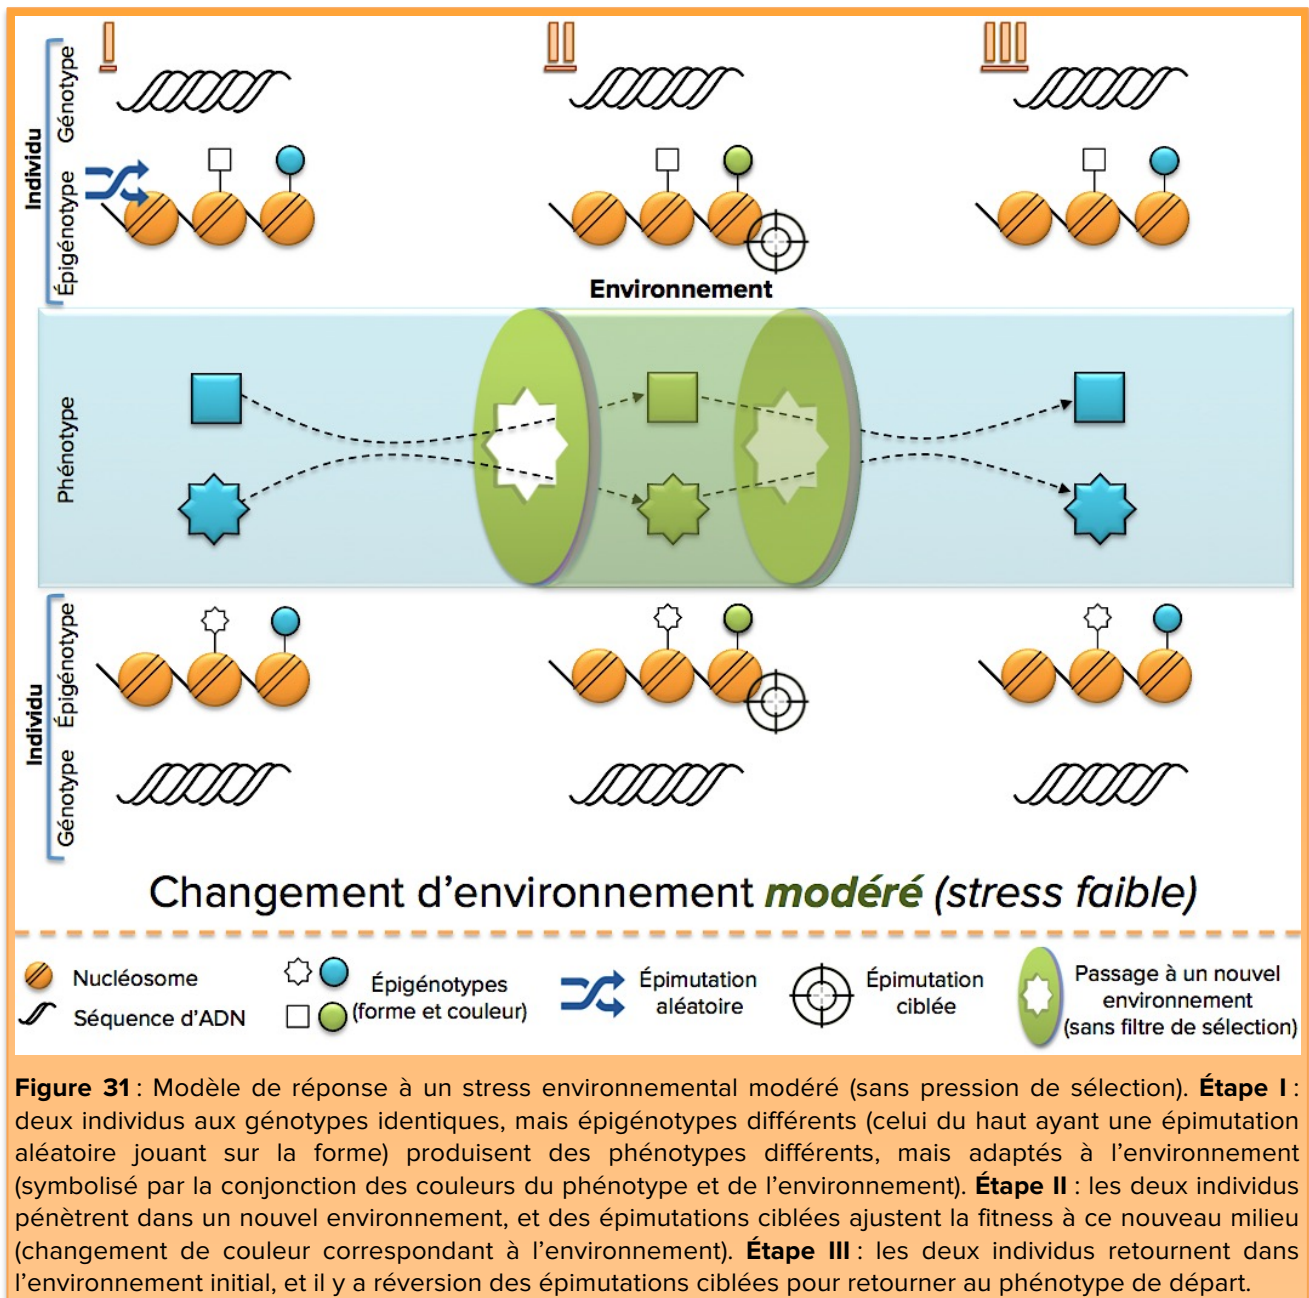 I
II
III
Individu
Génotype
Épigénotype
Environnement
Phénotype
Individu
Épigénotype
Génotype
Changement d’environnement modéré (stress faible)
Nucléosome
Séquence d’ADN
Épigénotypes
(forme et couleur)
Épimutation
aléatoire
Épimutation
ciblée
Passage à un nouvel
environnement
(sans filtre de sélection)
Figure 31 : Modèle de réponse à un stress environnemental modéré (sans pression de sélection). Étape I :
deux individus aux génotypes identiques, mais épigénotypes différents (celui du haut ayant une épimutation
aléatoire jouant sur la forme) produisent des phénotypes différents, mais adaptés à l’environnement
(symbolisé par la conjonction des couleurs du phénotype et de l’environnement). Étape II : les deux individus
pénètrent dans un nouvel environnement, et des épimutations ciblées ajustent la fitness à ce nouveau milieu
(changement de couleur correspondant à l’environnement). Étape III : les deux individus retournent dans
l’environnement initial, et il y a réversion des épimutations ciblées pour retourner au phénotype de départ.